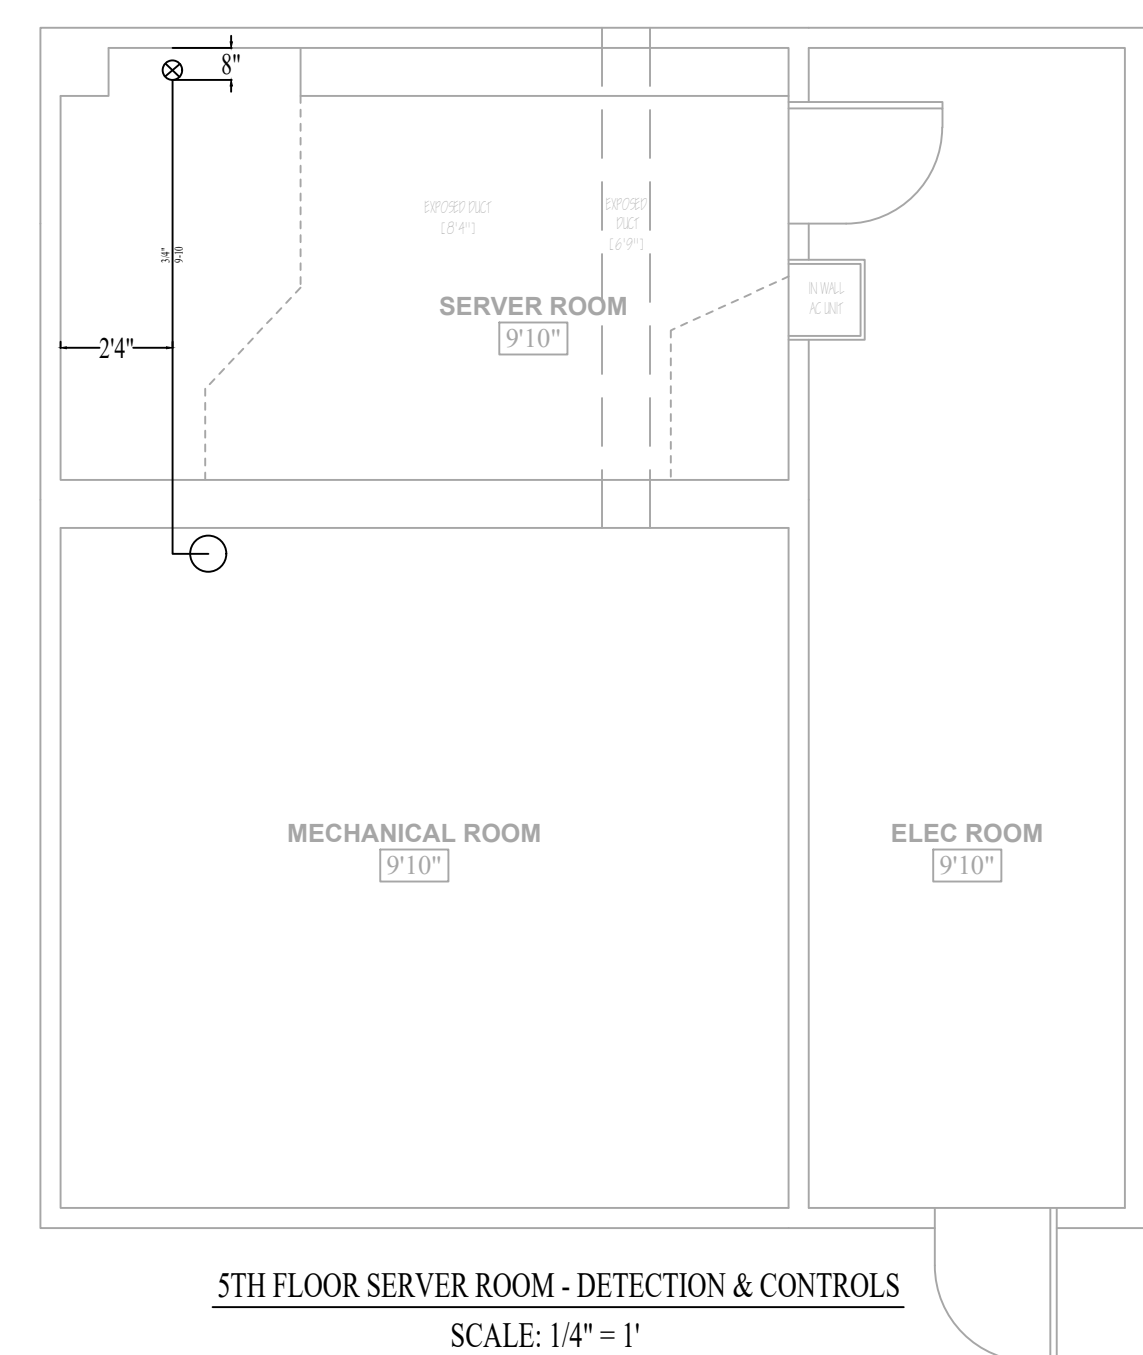 8"
EXPOSED DUCT
[8'4"]
EXPOSED
DUCT
[6'9"]
3/4"
9-10
IN WALL
AC UNIT
SERVER ROOM
9'10"
2'4"
MECHANICAL ROOM
9'10"
ELEC ROOM
9'10"
5TH FLOOR SERVER ROOM - DETECTION & CONTROLS
SCALE: 1/4" = 1'